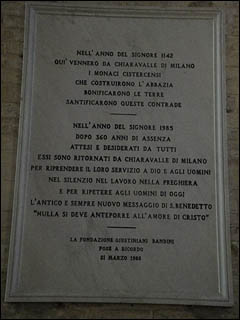 NELL'ANNO DEL SIGNORE 1142
QUI VENNERO DA CHIARAVALLE DI MILANO
I MONACI CISTERCENSI
CHE COSTRUIRONO L'ABBAZIA
BONIFICARONO LE TERRE
SANTIFICARONO QUESTE CONTRADE
NELL'ANNO DEL SIGNORE 1985
DOPO 360 ANNI DI ASSENZA
ATTESI E DESIDERATI DA TUTTI
ESSI SONO RITORNATI DA CHIARAVALLE DI MILANO
PER RIPRENDERE IL LORO SERVIZIO A DIO E AGLI UOMINI
NEL SILENZIO NEL LAVORO NELLA PREGHIERA
E PER RIPETERE AGLI UOMINI DI OGGI
L'ANTICO E SEMPRE NUOVO MESSAGGIO DI S. BENEDETTO
"NULLA SI DEVE ANTEPORRE ALL'AMORE DI CRISTO"
LA FONDAZIONE GIUSTINIANI BANDINI
POSE A RICORDO
21 MARZO 1986